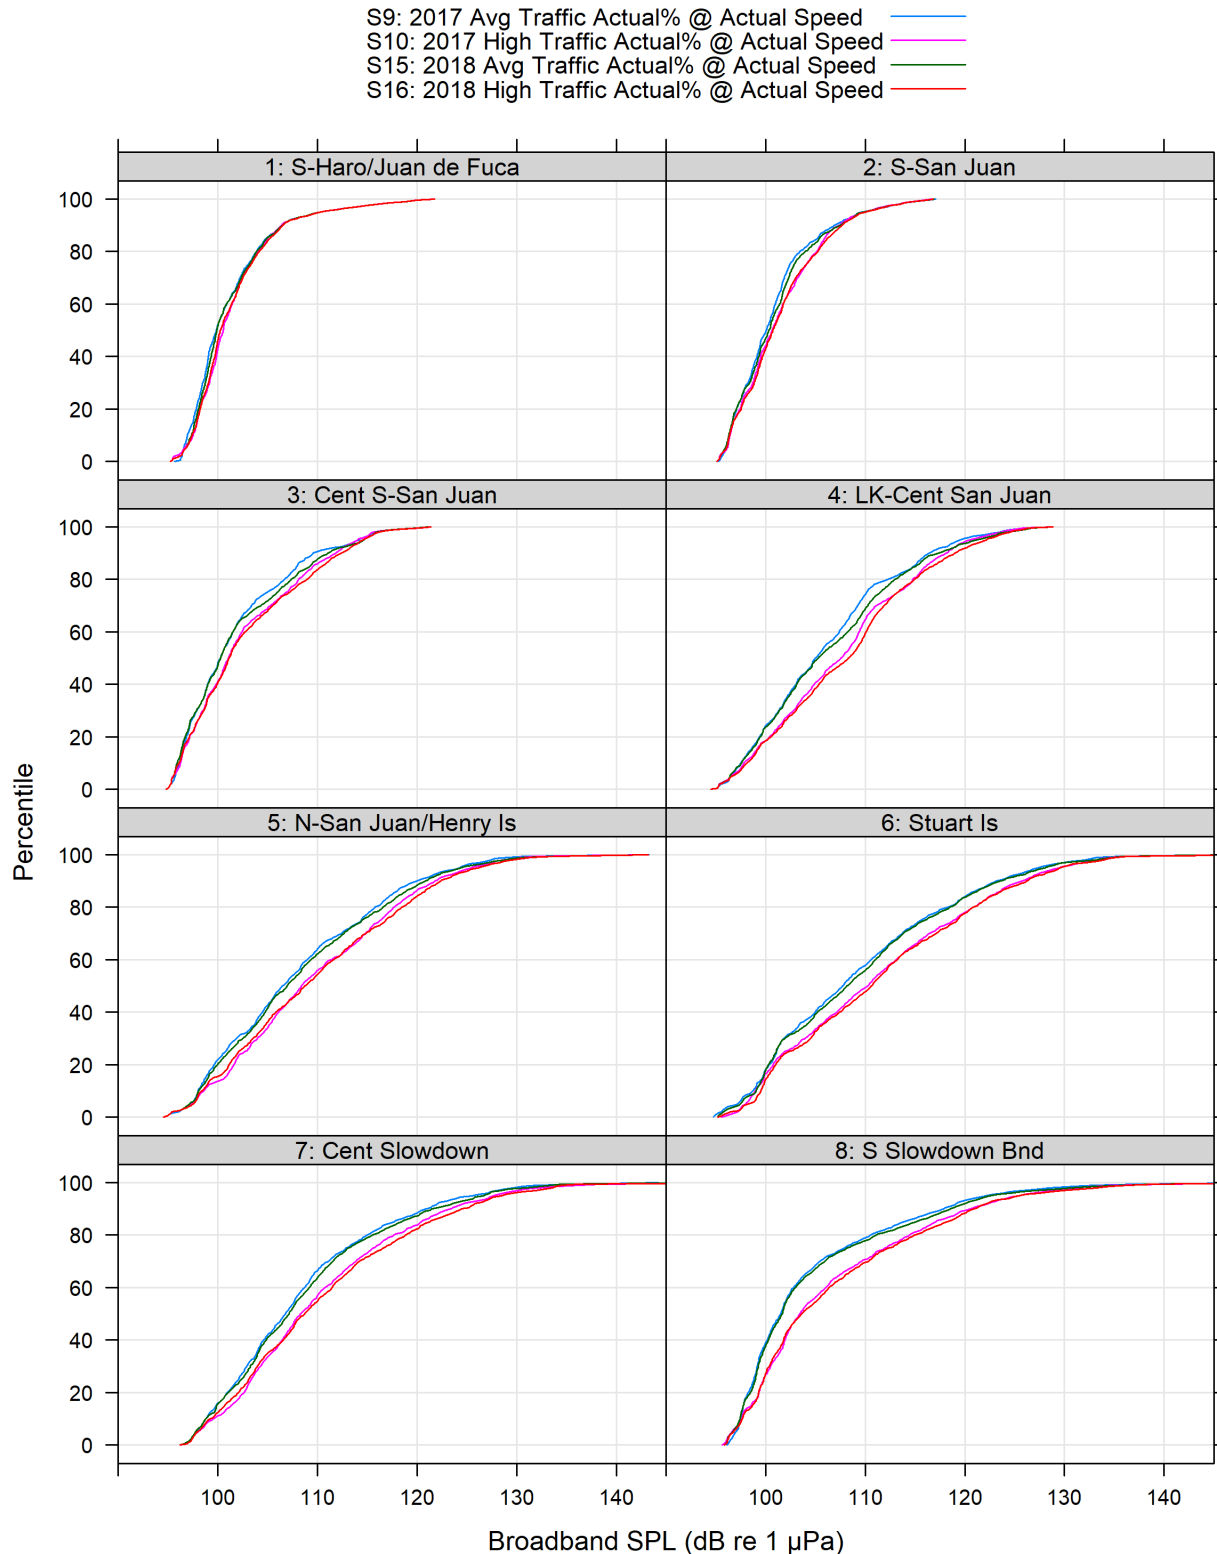 S9: 2017 Avg Traffic Actual% @ Actual Speed
S10: 2017 High Traffic Actual% @ Actual Speed
S15: 2018 Avg Traffic Actual% @ Actual Speed
S16: 2018 High Traffic Actual% @ Actual Speed
1: S-Haro/Juan de Fuca
2: S-San Juan
100
80
60
40
20
0
3: Cent S-San Juan
4: LK-Cent San Juan
100
80
60
40
20
0
5: N-San Juan/Henry Is
6: Stuart Is
100
80
60
40
20
0
7: Cent Slowdown
8: S Slowdown Bnd
100
80
60
40
20
0
Percentile
100 110 120 130 140 100 110 120 130 140
Broadband SPL (dB re 1 µPa)